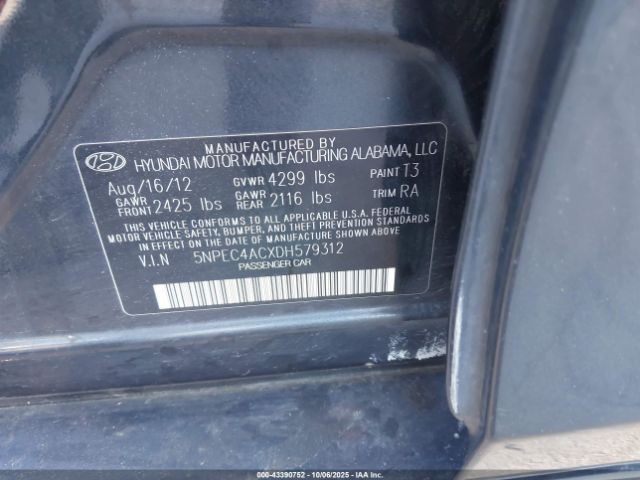 MANUFACTURED BY
HYUNDAI MOTOR MANUFACTURING ALABAMA, LLC
Aug/16/12 GVWR 4299 lbs PAINT T3
GAWR FRONT 2425 lbs GAWR REAR 2116 lbs TRIM RA
THIS VEHICLE CONFORMS TO ALL APPLICABLE U.S.A. FEDERAL
MOTOR VEHICLE SAFETY, BUMPER, AND THEFT PREVENTION STANDARDS
IN EFFECT ON THE DATE OF MANUFACTURE SHOWN ABOVE
V.I.N 5NPEC4ACXDH579312
PASSENGER CAR
000-43390752 | 10/06/2025 | COPART/IAA